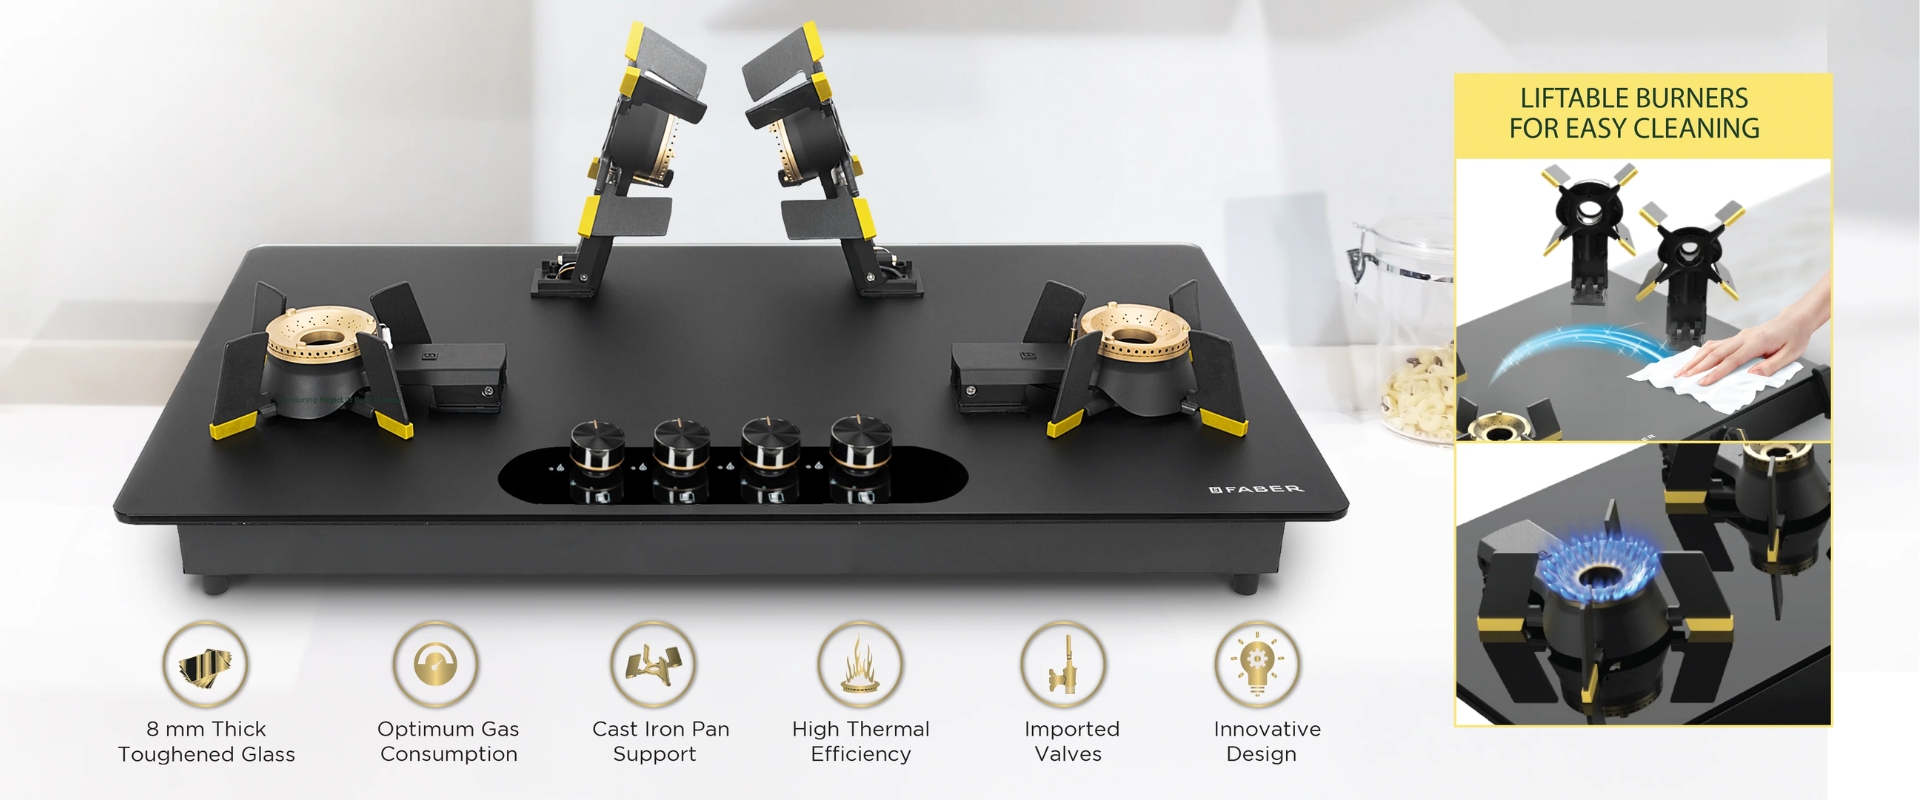 LIFTABLE BURNERS
FOR EASY CLEANING
FABER
8 mm Thick
Toughened Glass
Optimum Gas
Consumption
Cast Iron Pan
Support
High Thermal
Efficiency
Imported
Valves
Innovative
Design